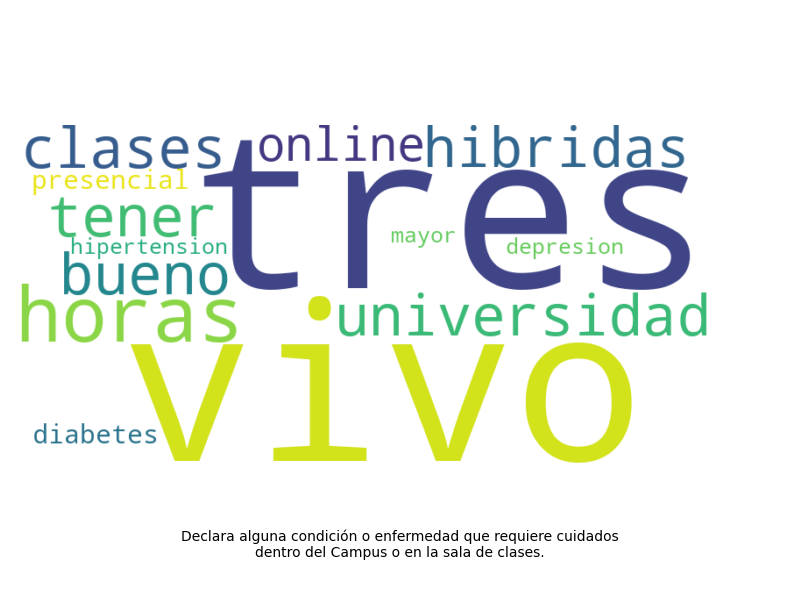 clases online hibridas
presencial tres
tener
hipertension mayor depresion
bueno
horas universidad
vivo
diabetes
Declara alguna condición o enfermedad que requiere cuidados
dentro del Campus o en la sala de clases.